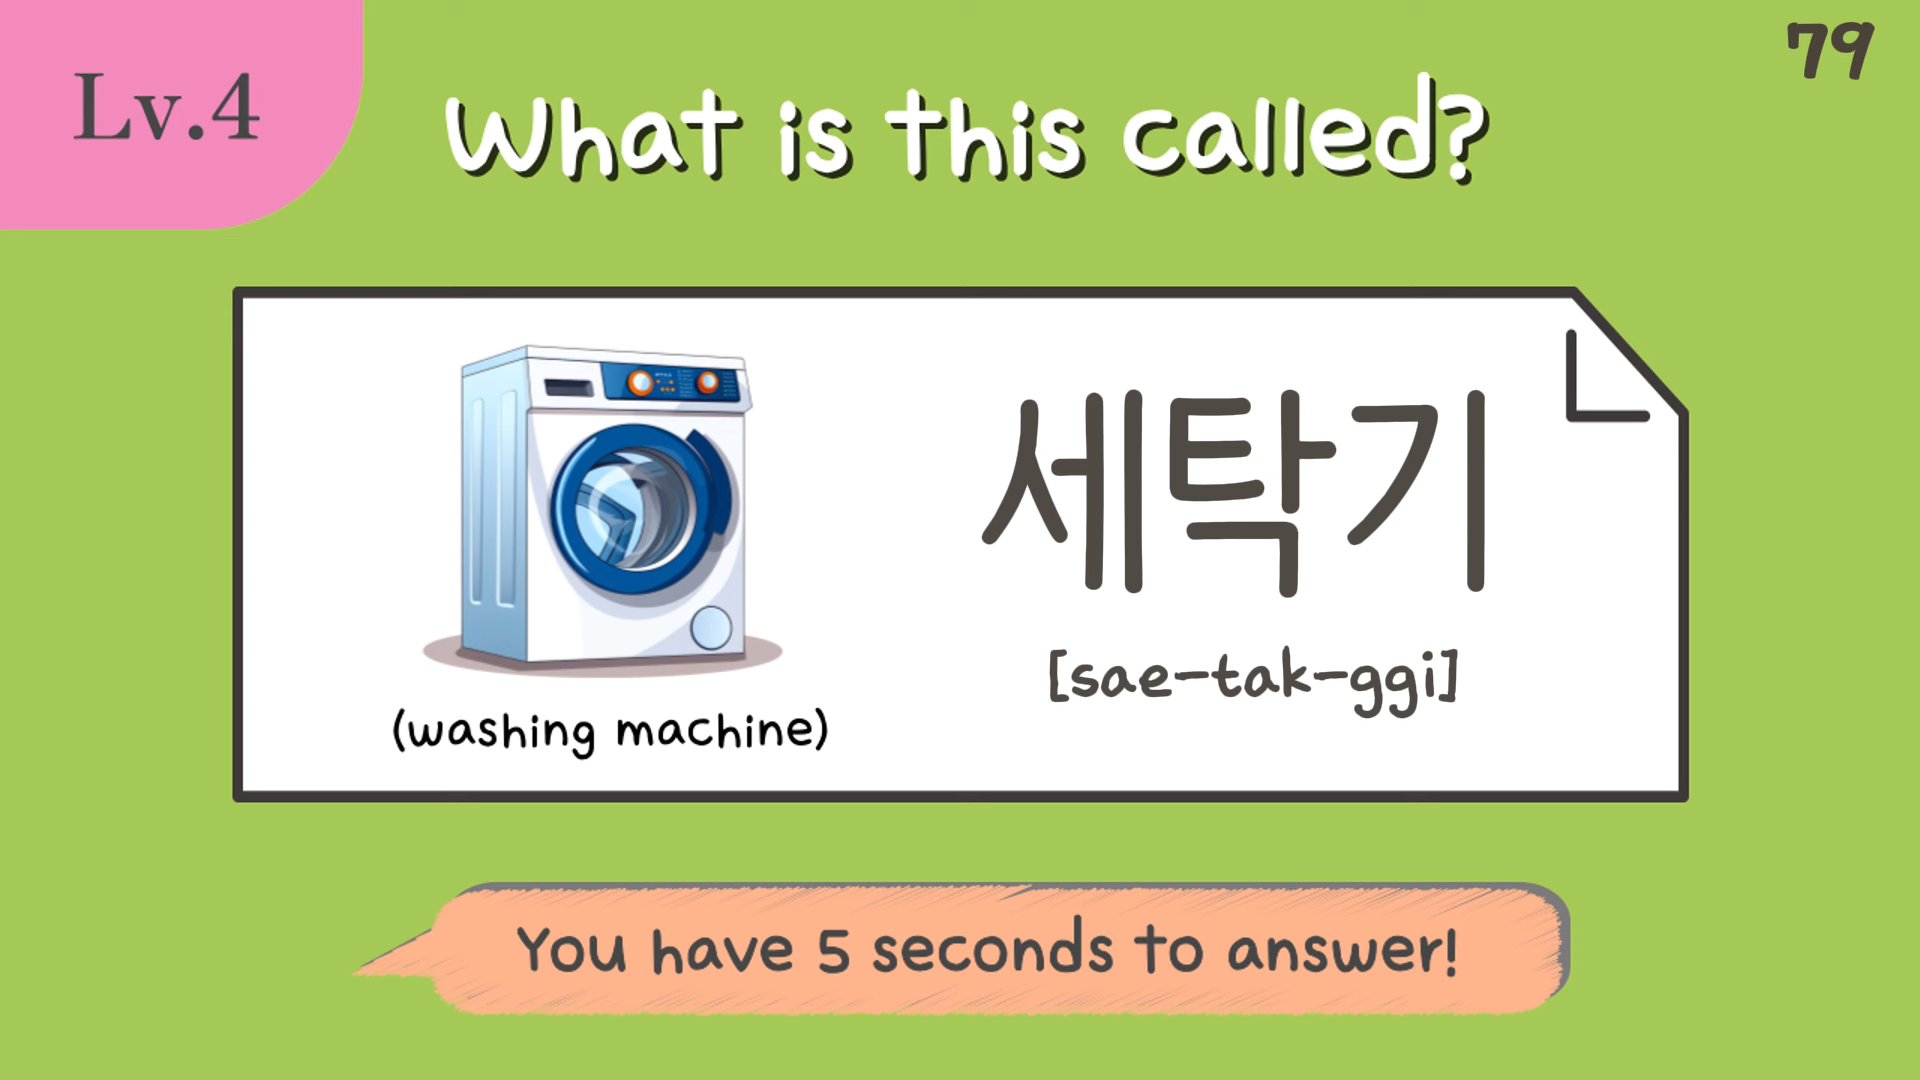 Lv.4
79
What is this called?
세탁기
[sae-tak-ggi]
(washing machine)
You have 5 seconds to answer!